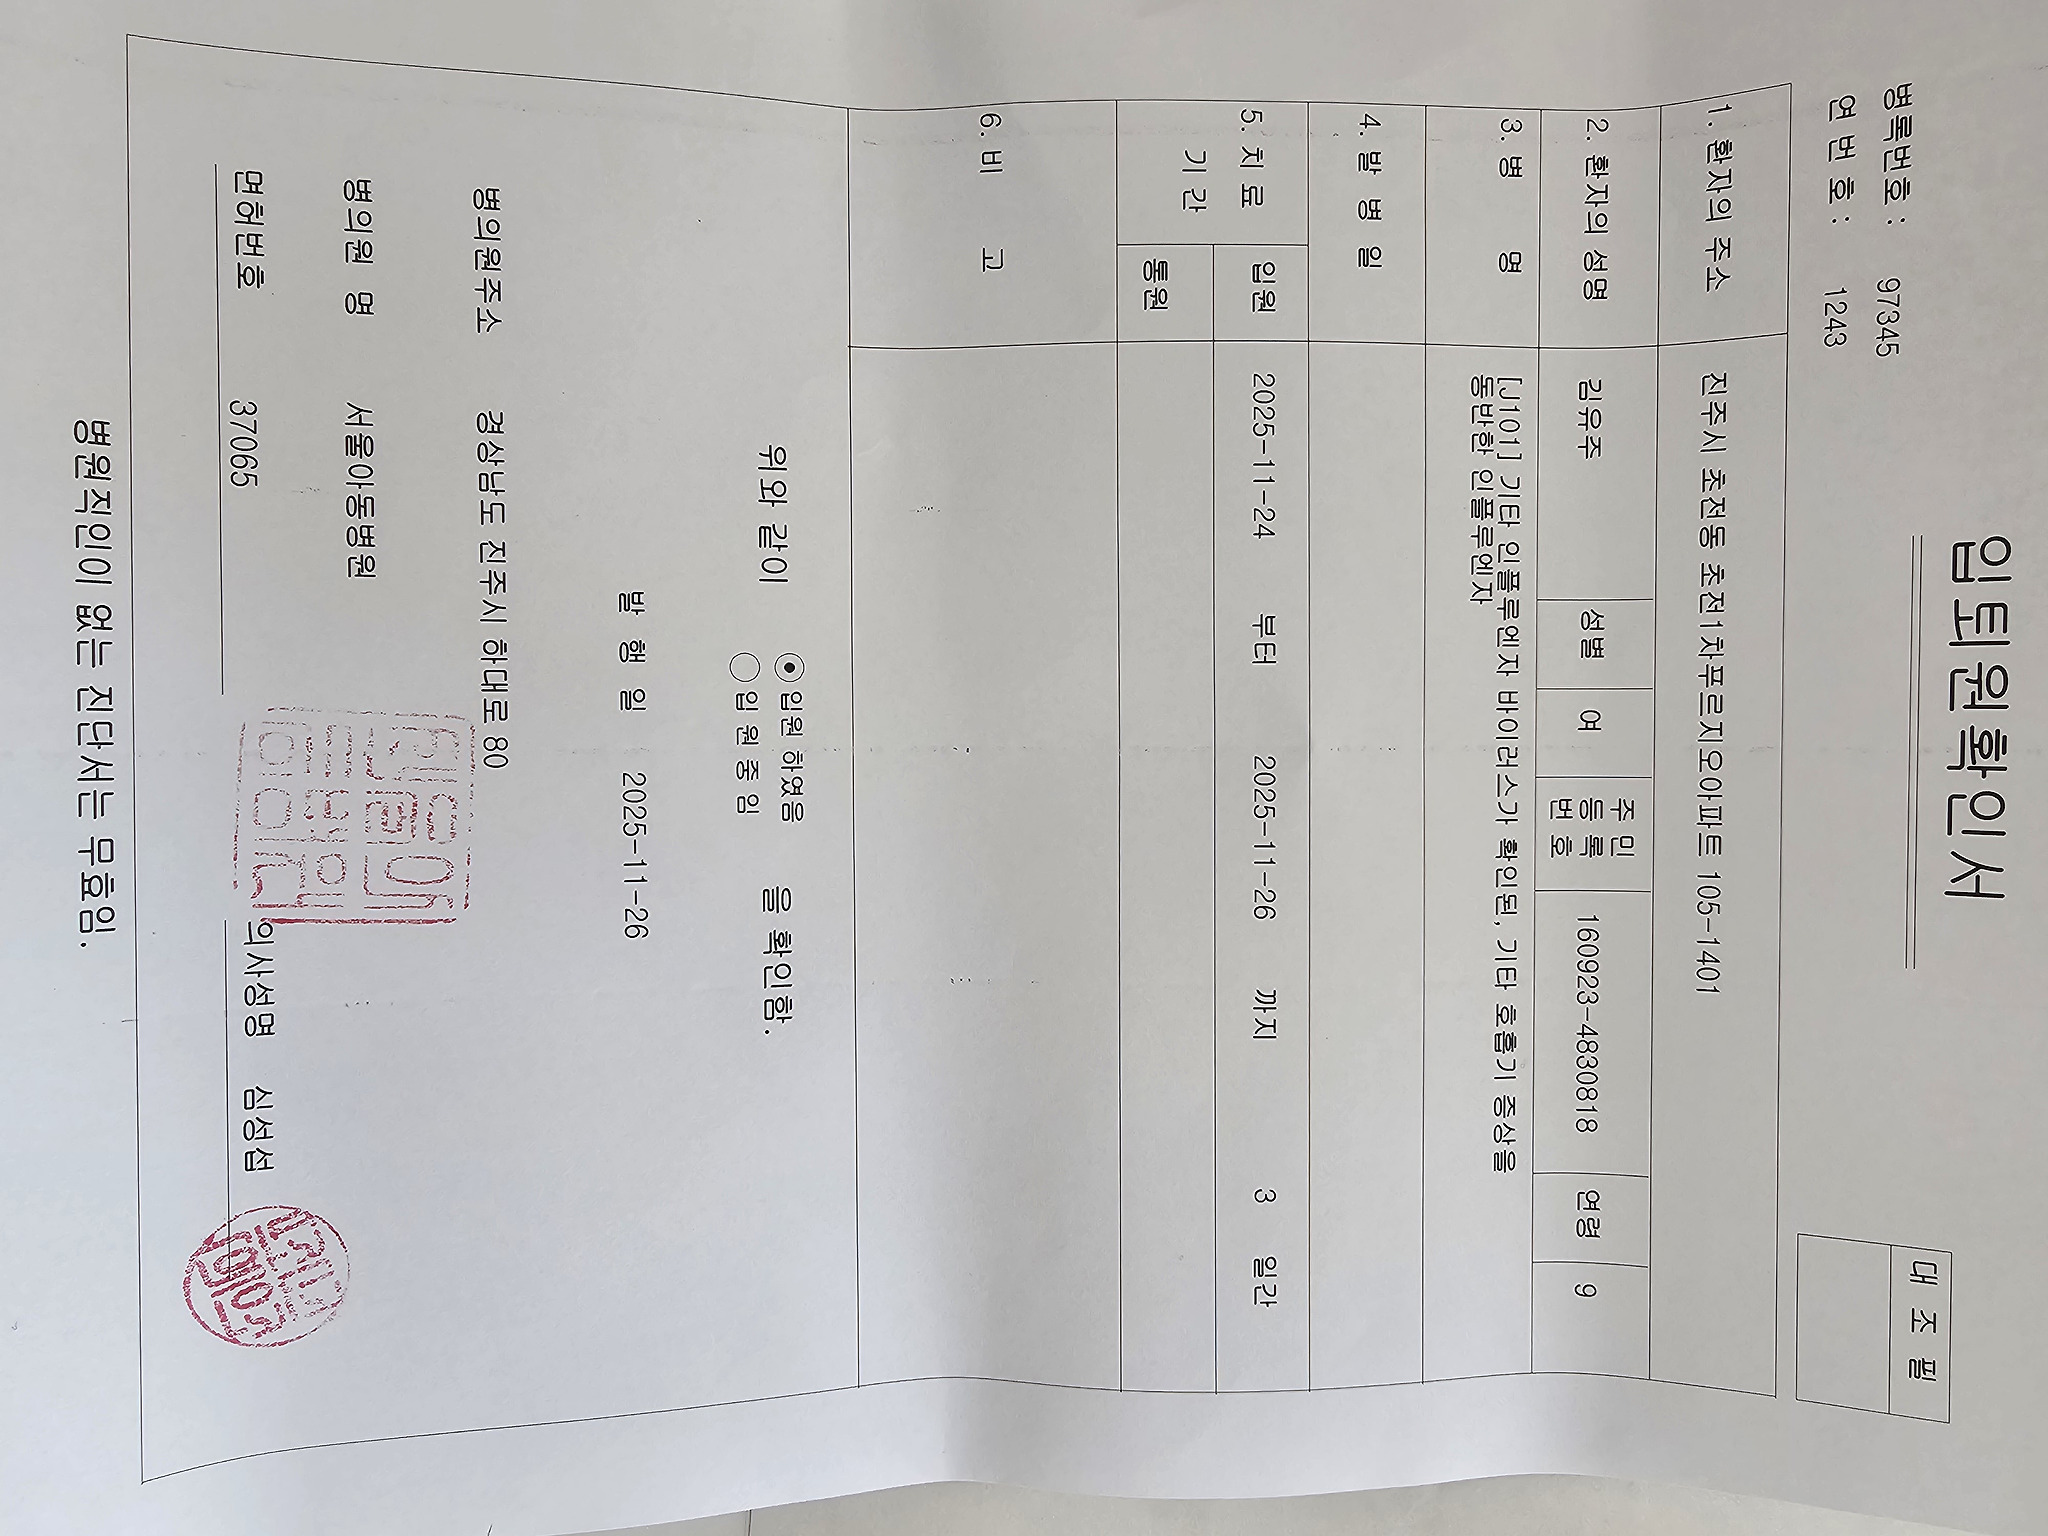 병록번호: 97345
연 번 호: 1243
입퇴원확인서
대 조 필
1. 환자의 주소 진주시 초전동 초전1차푸르지오아파트 105-1401
2. 환자의 성명 김유주 성별 여 주민등록번호 160923-4830818 연령 9
3. 병 명 [J101] 기타 인플루엔자 바이러스가 확인된, 기타 호흡기 증상을
동반한 인플루엔자
4. 발 병 일
5. 치 료 기 간 입원 2025-11-24 부터 2025-11-26 까지 3 일간
통원
6. 비 고
위와 같이 입원 하였음 을 확인함.
입 원 중 임
발 행 일 2025-11-26
병의원주소 경상남도 진주시 하대로 80
병의원 명 서울아동병원
면허번호 37065 의사성명 심성섭
병원직인이 없는 진단서는 무효임.